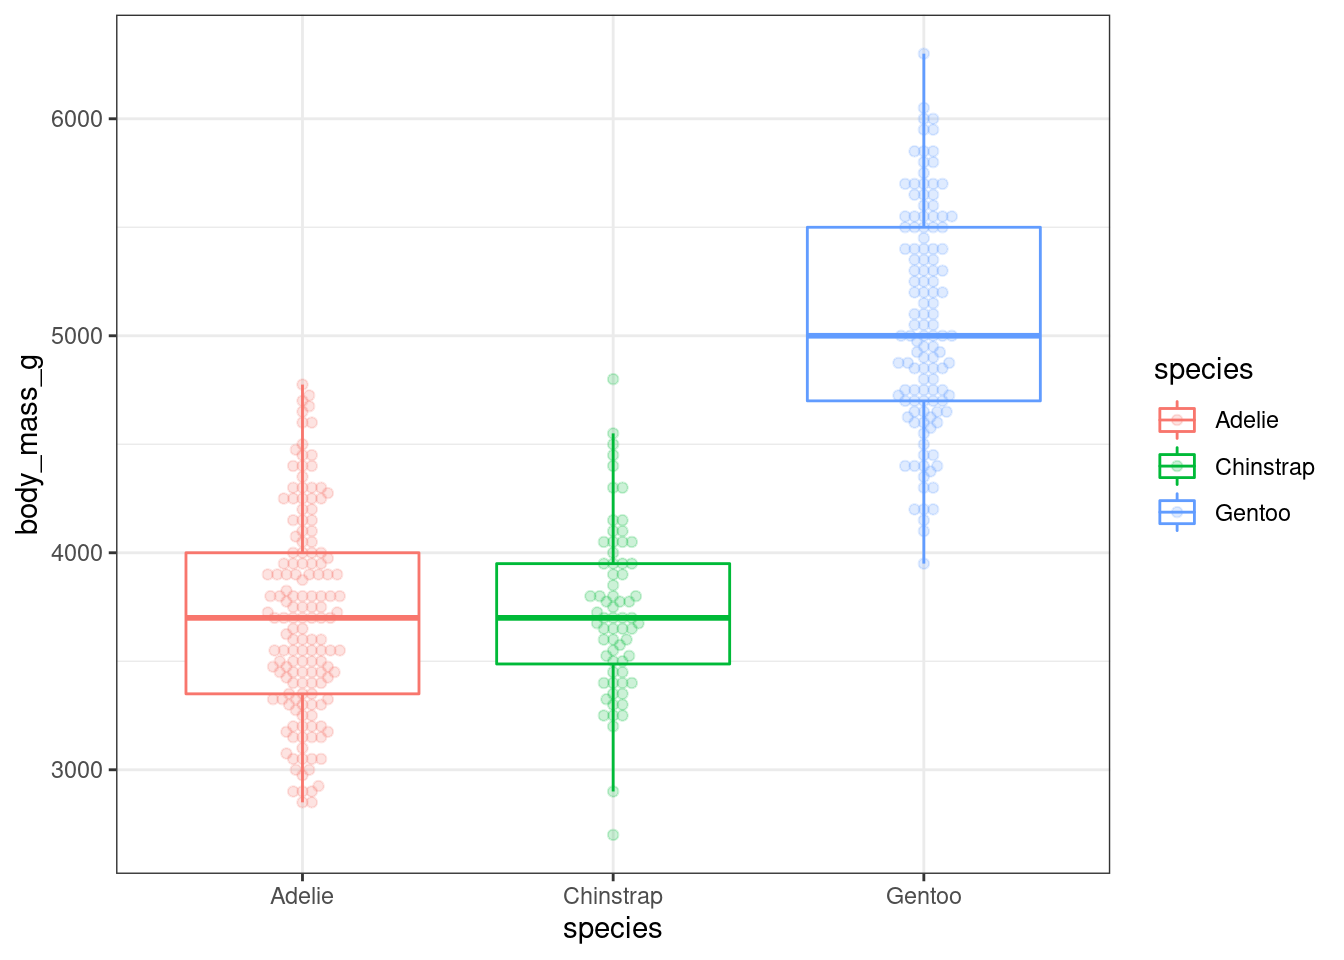 body_mass_g
6000
5000
4000
3000
Adelie
Chinstrap
Gentoo
species
species
Adelie
Chinstrap
Gentoo